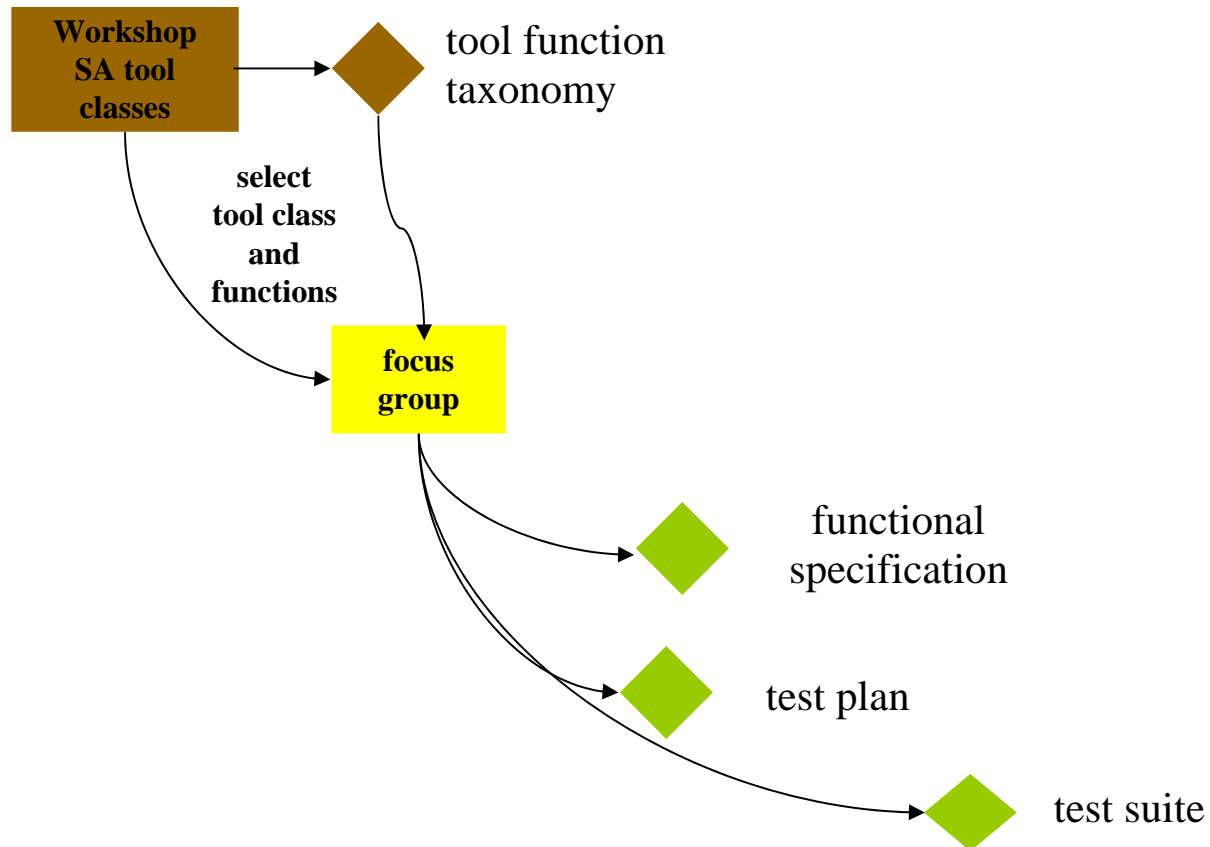 Workshop
SA tool
classes
tool function
taxonomy
select
tool class
and
functions
focus
group
functional
specification
test plan
test suite